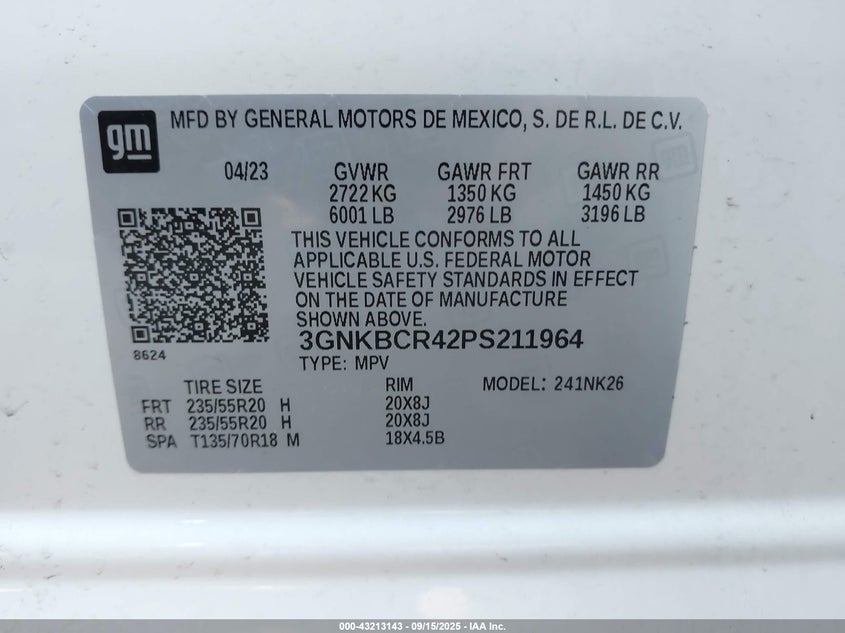 gm
MFD BY GENERAL MOTORS DE MEXICO, S. DE R.L. DE C.V.
04/23 GVWR GAWR FRT GAWR RR
2722 KG 1350 KG 1450 KG
6001 LB 2976 LB 3196 LB
THIS VEHICLE CONFORMS TO ALL
APPLICABLE U.S. FEDERAL MOTOR
VEHICLE SAFETY STANDARDS IN EFFECT
ON THE DATE OF MANUFACTURE
SHOWN ABOVE.
8624
3GNKBCR42PS211964
TYPE: MPV
TIRE SIZE RIM MODEL: 241NK26
FRT 235/55R20 H 20X8J
RR 235/55R20 H 20X8J
SPA T135/70R18 M 18X4.5B
000-43213143 - 09/15/2025 - IAA Inc.